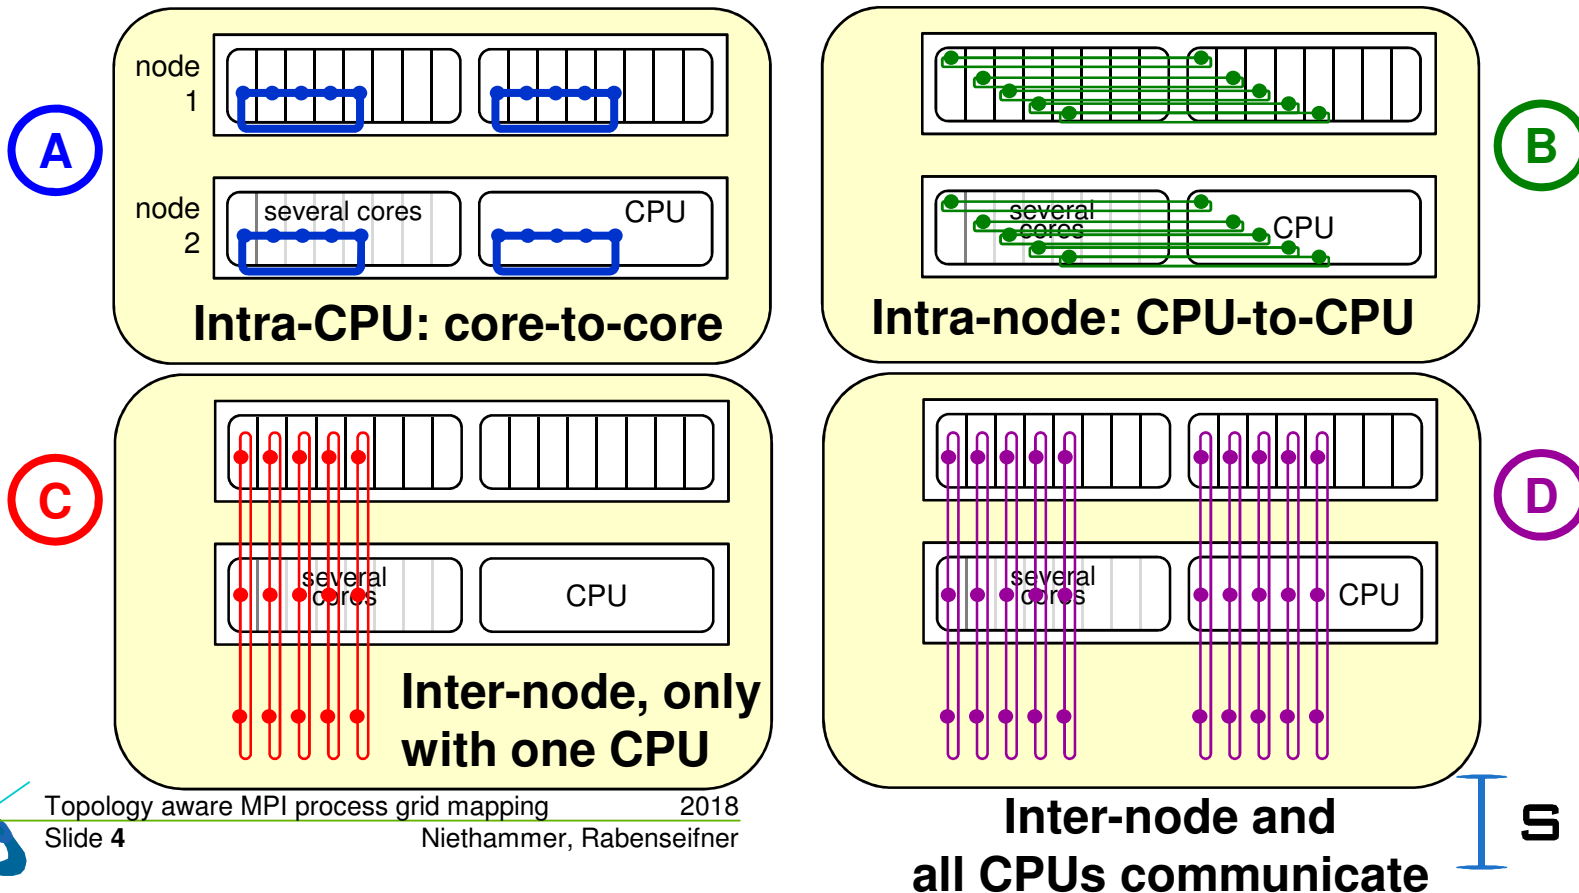 node
1
A
node
2
several cores
CPU
Intra-CPU: core-to-core
B
several
cores
CPU
Intra-node: CPU-to-CPU
C
several
cores
CPU
Inter-node, only
with one CPU
D
several
cores
CPU
Inter-node and
all CPUs communicate
Topology aware MPI process grid mapping 2018
Slide 4 Niethammer, Rabenseifner
S